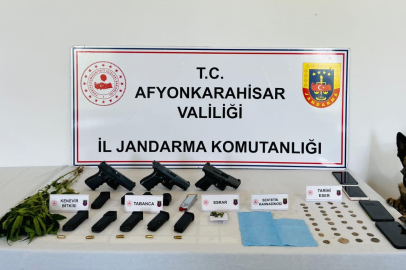 T.C.
AFYONKARAHİSAR
VALİLİĞİ
İL JANDARMA KOMUTANLIĞI
KENEVİR
BİTKİSİ
TABANCA
ESRAR
SENTETİK
KANNABİNOİD
TARİHİ
ESER